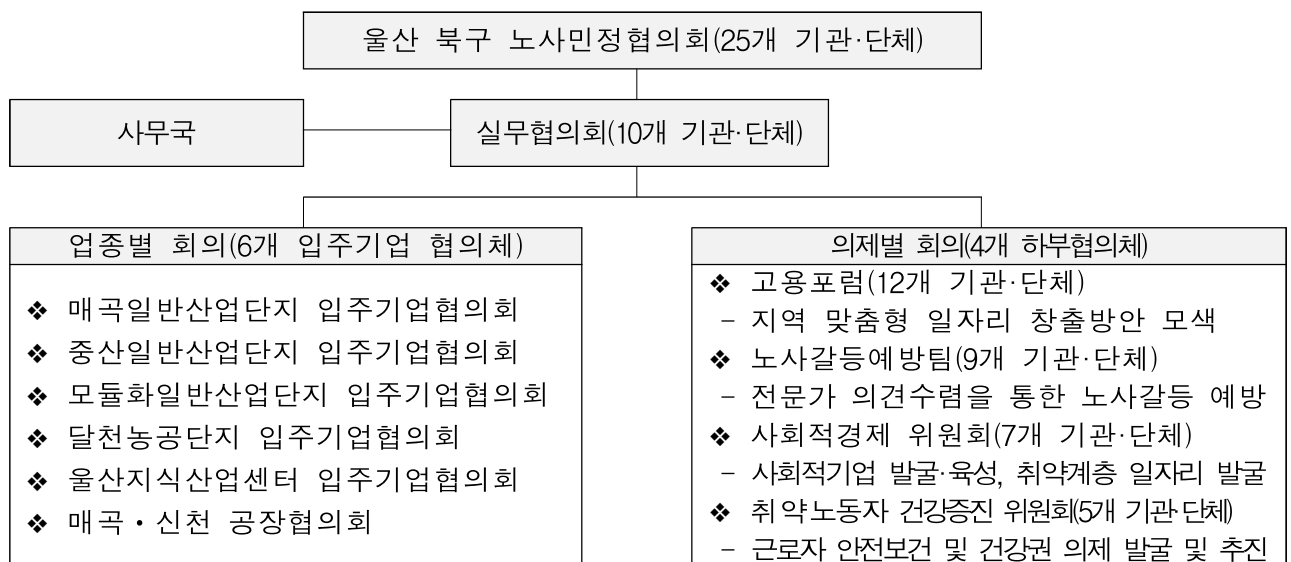 울산 북구 노사민정협의회(25개 기관·단체)
사무국
실무협의회(10개 기관·단체)
업종별 회의(6개 입주기업 협의체)
❖ 매곡일반산업단지 입주기업협의회
❖ 중산일반산업단지 입주기업협의회
❖ 모듈화일반산업단지 입주기업협의회
❖ 달천농공단지 입주기업협의회
❖ 울산지식산업센터 입주기업협의회
❖ 매곡・신천 공장협의회
의제별 회의(4개 하부협의체)
❖ 고용포럼(12개 기관·단체)
- 지역 맞춤형 일자리 창출방안 모색
❖ 노사갈등예방팀(9개 기관·단체)
- 전문가 의견수렴을 통한 노사갈등 예방
❖ 사회적경제 위원회(7개 기관·단체)
- 사회적기업 발굴·육성, 취약계층 일자리 발굴
❖ 취약노동자 건강증진 위원회(5개 기관·단체)
- 근로자 안전보건 및 건강권 의제 발굴 및 추진